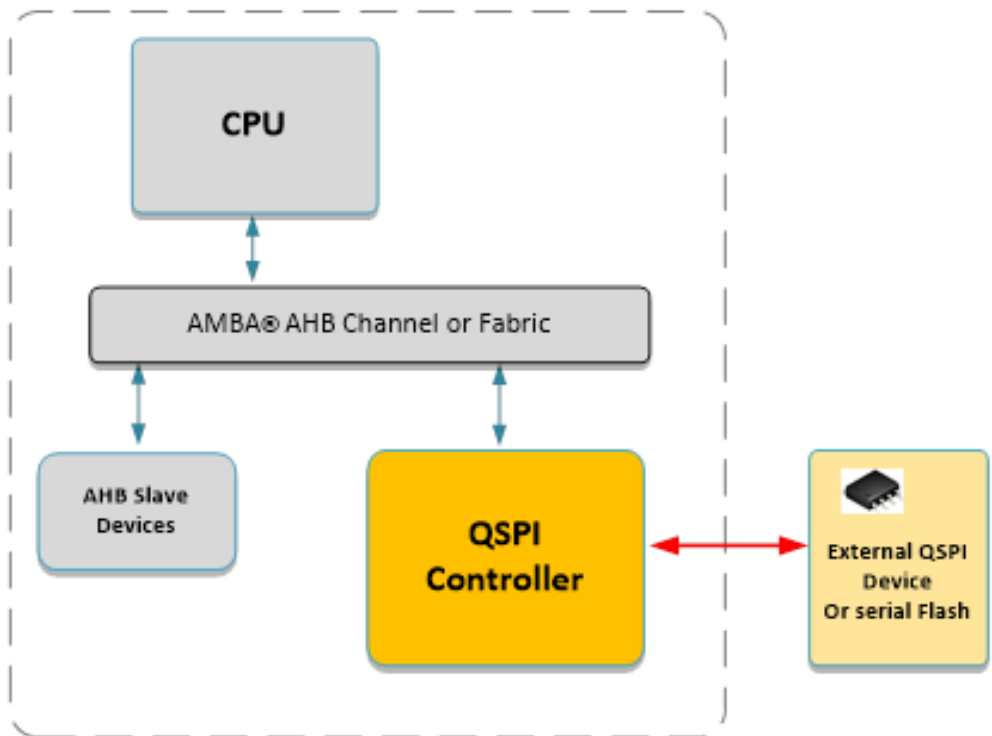 CPU
AMBA® AHB Channel or Fabric
AHB Slave
Devices
QSPI
Controller
External QSPI
Device
Or serial Flash